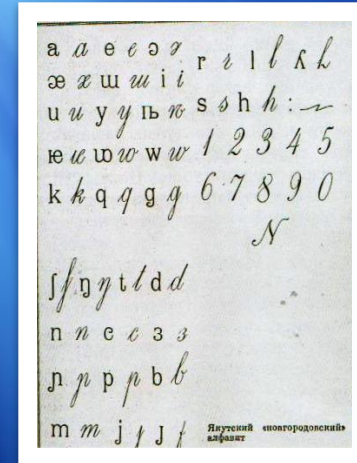 a a e e ɔ ɔ
æ æ ɯ ɯ i i
u u y y ꭠ ꭠ
ꭡ ꭡ ꭣ ꭣ w w
k k q q g g
ʃ ʃ ŋ ŋ t t d d
n n c c з з
ɲ ɲ p p b b
m m j j ȷ ȷ
r r l l ʎ ʎ
s s h h : ~
1 2 3 4 5
6 7 8 9 0
N
Якутский «новгородовский»
алфавит